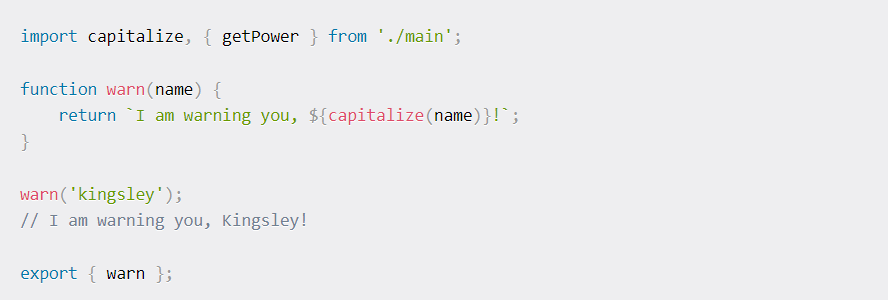 import capitalize, { getPower } from './main';
function warn(name) {
    return `I am warning you, ${capitalize(name)}!`;
}
warn('kingsley');
// I am warning you, Kingsley!
export { warn };